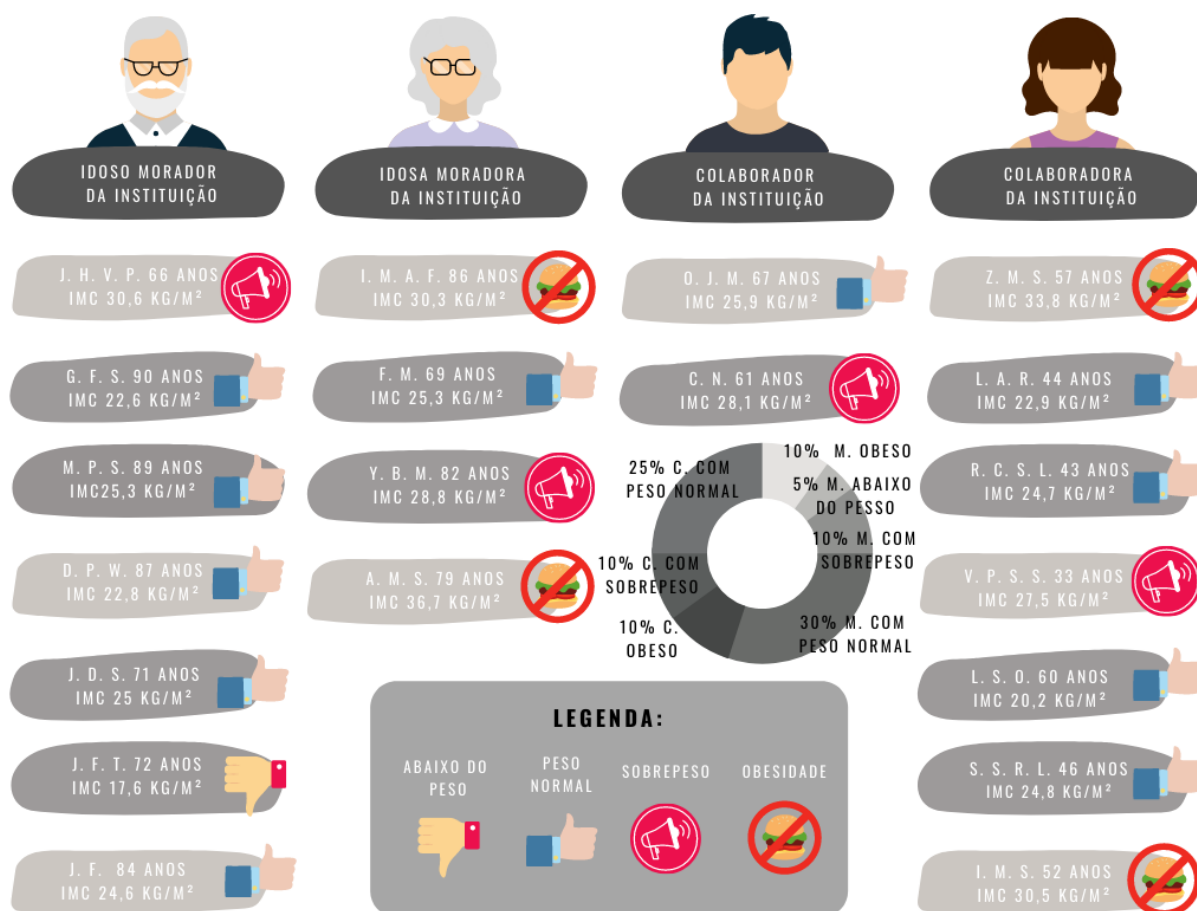 IDOSO MORADOR
DA INSTITUIÇÃO
J. H. V. P. 66 ANOS
IMC 30,6 KG/M²
G. F. S. 90 ANOS
IMC 22,6 KG/M²
M. P. S. 89 ANOS
IMC25,3 KG/M²
D. P. W. 87 ANOS
IMC 22,8 KG/M²
J. D. S. 71 ANOS
IMC 25 KG/M²
J. F. T. 72 ANOS
IMC 17,6 KG/M²
J. F. 84 ANOS
IMC 24,6 KG/M²
IDOSA MORADORA
DA INSTITUIÇÃO
I. M. A. F. 86 ANOS
IMC 30,3 KG/M²
F. M. 69 ANOS
IMC 25,3 KG/M²
Y. B. M. 82 ANOS
IMC 28,8 KG/M²
A. M. S. 79 ANOS
IMC 36,7 KG/M²
COLABORADOR
DA INSTITUIÇÃO
O. J. M. 67 ANOS
IMC 25,9 KG/M²
C. N. 61 ANOS
IMC 28,1 KG/M²
COLABORADORA
DA INSTITUIÇÃO
Z. M. S. 57 ANOS
IMC 33,8 KG/M²
L. A. R. 44 ANOS
IMC 22,9 KG/M²
R. C. S. L. 43 ANOS
IMC 24,7 KG/M²
V. P. S. S. 33 ANOS
IMC 27,5 KG/M²
L. S. O. 60 ANOS
IMC 20,2 KG/M²
S. S. R. L. 46 ANOS
IMC 24,8 KG/M²
I. M. S. 52 ANOS
IMC 30,5 KG/M²
10% M. OBESO
5% M. ABAIXO
DO PESSO
10% M. COM
SOBREPESO
30% M. COM
PESO NORMAL
10% C.
OBESO
10% C. COM
SOBREPESO
25% C. COM
PESO NORMAL
LEGENDA:
ABAIXO DO
PESO
PESO
NORMAL
SOBREPESO
OBESIDADE